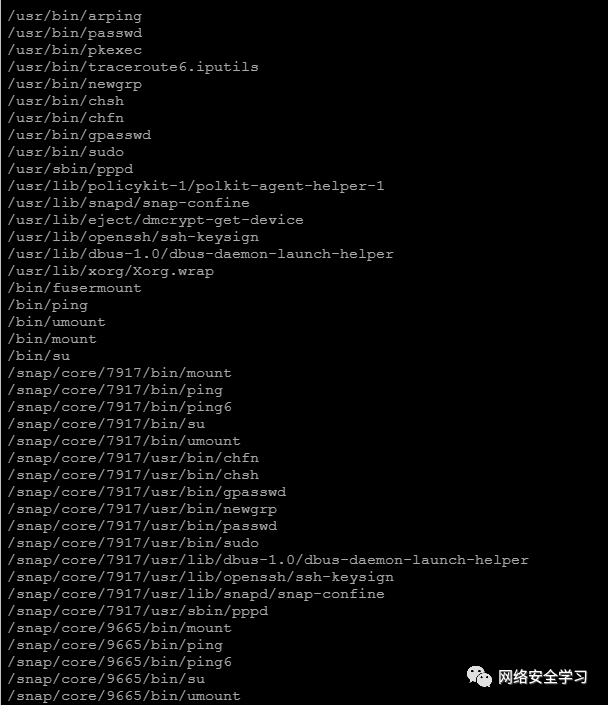 /usr/bin/arping
/usr/bin/passwd
/usr/bin/pkexec
/usr/bin/traceroute6.iputils
/usr/bin/newgrp
/usr/bin/chsh
/usr/bin/chfn
/usr/bin/gpasswd
/usr/bin/sudo
/usr/sbin/pppd
/usr/lib/policykit-1/polkit-agent-helper-1
/usr/lib/snapd/snap-confine
/usr/lib/eject/dmcrypt-get-device
/usr/lib/openssh/ssh-keysign
/usr/lib/dbus-1.0/dbus-daemon-launch-helper
/usr/lib/xorg/Xorg.wrap
/bin/fusermount
/bin/ping
/bin/umount
/bin/mount
/bin/su
/snap/core/7917/bin/mount
/snap/core/7917/bin/ping
/snap/core/7917/bin/ping6
/snap/core/7917/bin/su
/snap/core/7917/bin/umount
/snap/core/7917/usr/bin/chfn
/snap/core/7917/usr/bin/chsh
/snap/core/7917/usr/bin/gpasswd
/snap/core/7917/usr/bin/newgrp
/snap/core/7917/usr/bin/passwd
/snap/core/7917/usr/bin/sudo
/snap/core/7917/usr/lib/dbus-1.0/dbus-daemon-launch-helper
/snap/core/7917/usr/lib/openssh/ssh-keysign
/snap/core/7917/usr/lib/snapd/snap-confine
/snap/core/7917/usr/sbin/pppd
/snap/core/9665/bin/mount
/snap/core/9665/bin/ping
/snap/core/9665/bin/ping6
/snap/core/9665/bin/su
/snap/core/9665/bin/umount
网络安全学习